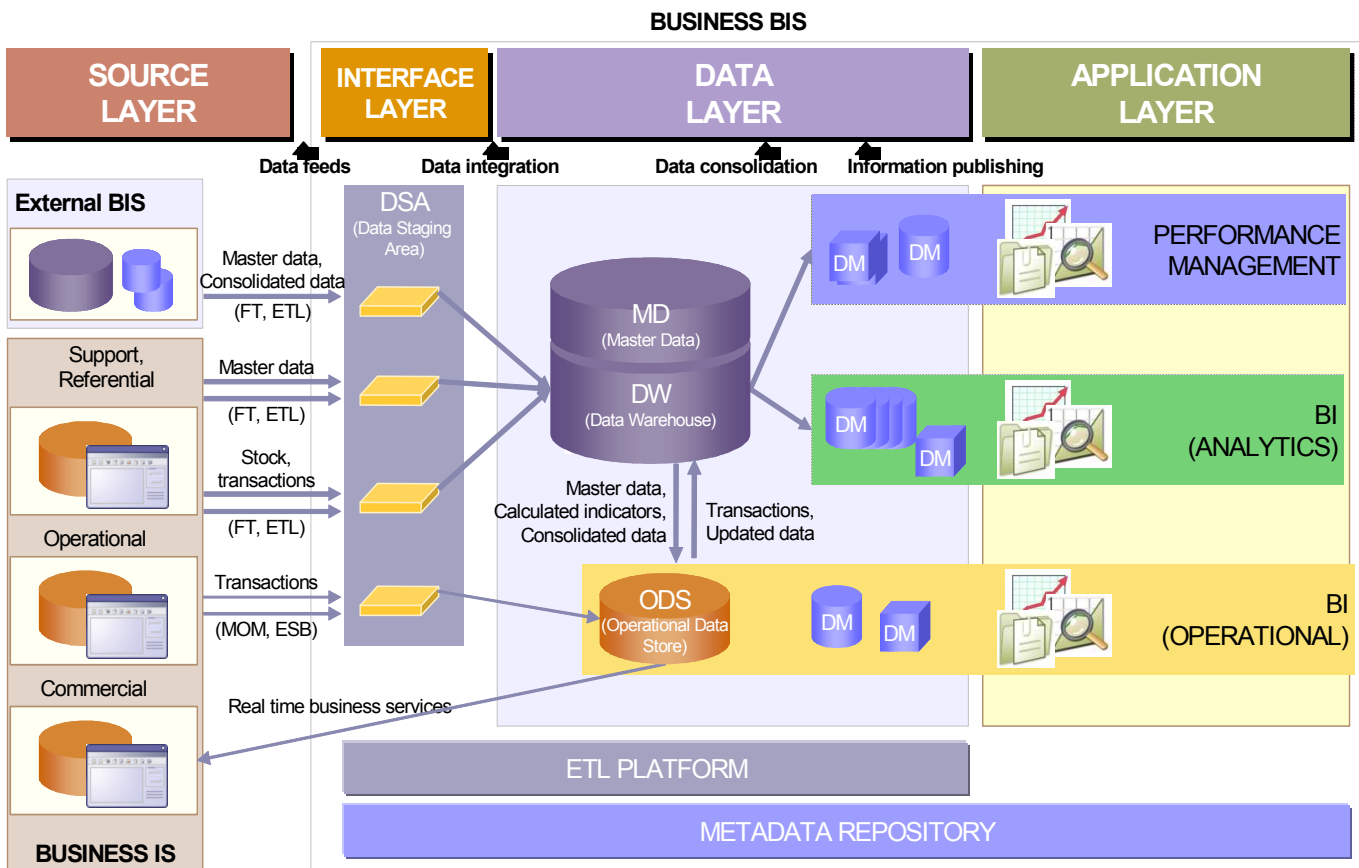 BUSINESS BIS
SOURCE
LAYER
INTERFACE
LAYER
DATA
LAYER
APPLICATION
LAYER
Data feeds
Data integration
Data consolidation
Information publishing
External BIS
Master data,
Consolidated data
(FT, ETL)
DSA
(Data Staging
Area)
MD
(Master Data)
DW
(Data Warehouse)
DM
DM
PERFORMANCE
MANAGEMENT
Support,
Referential
Master data
(FT, ETL)
DM
DM
BI
(ANALYTICS)
Stock,
transactions
(FT, ETL)
Master data,
Calculated indicators,
Consolidated data
Transactions,
Updated data
Operational
Transactions
(MOM, ESB)
ODS
(Operational Data
Store)
DM
DM
BI
(OPERATIONAL)
Commercial
Real time business services
ETL PLATFORM
METADATA REPOSITORY
BUSINESS IS